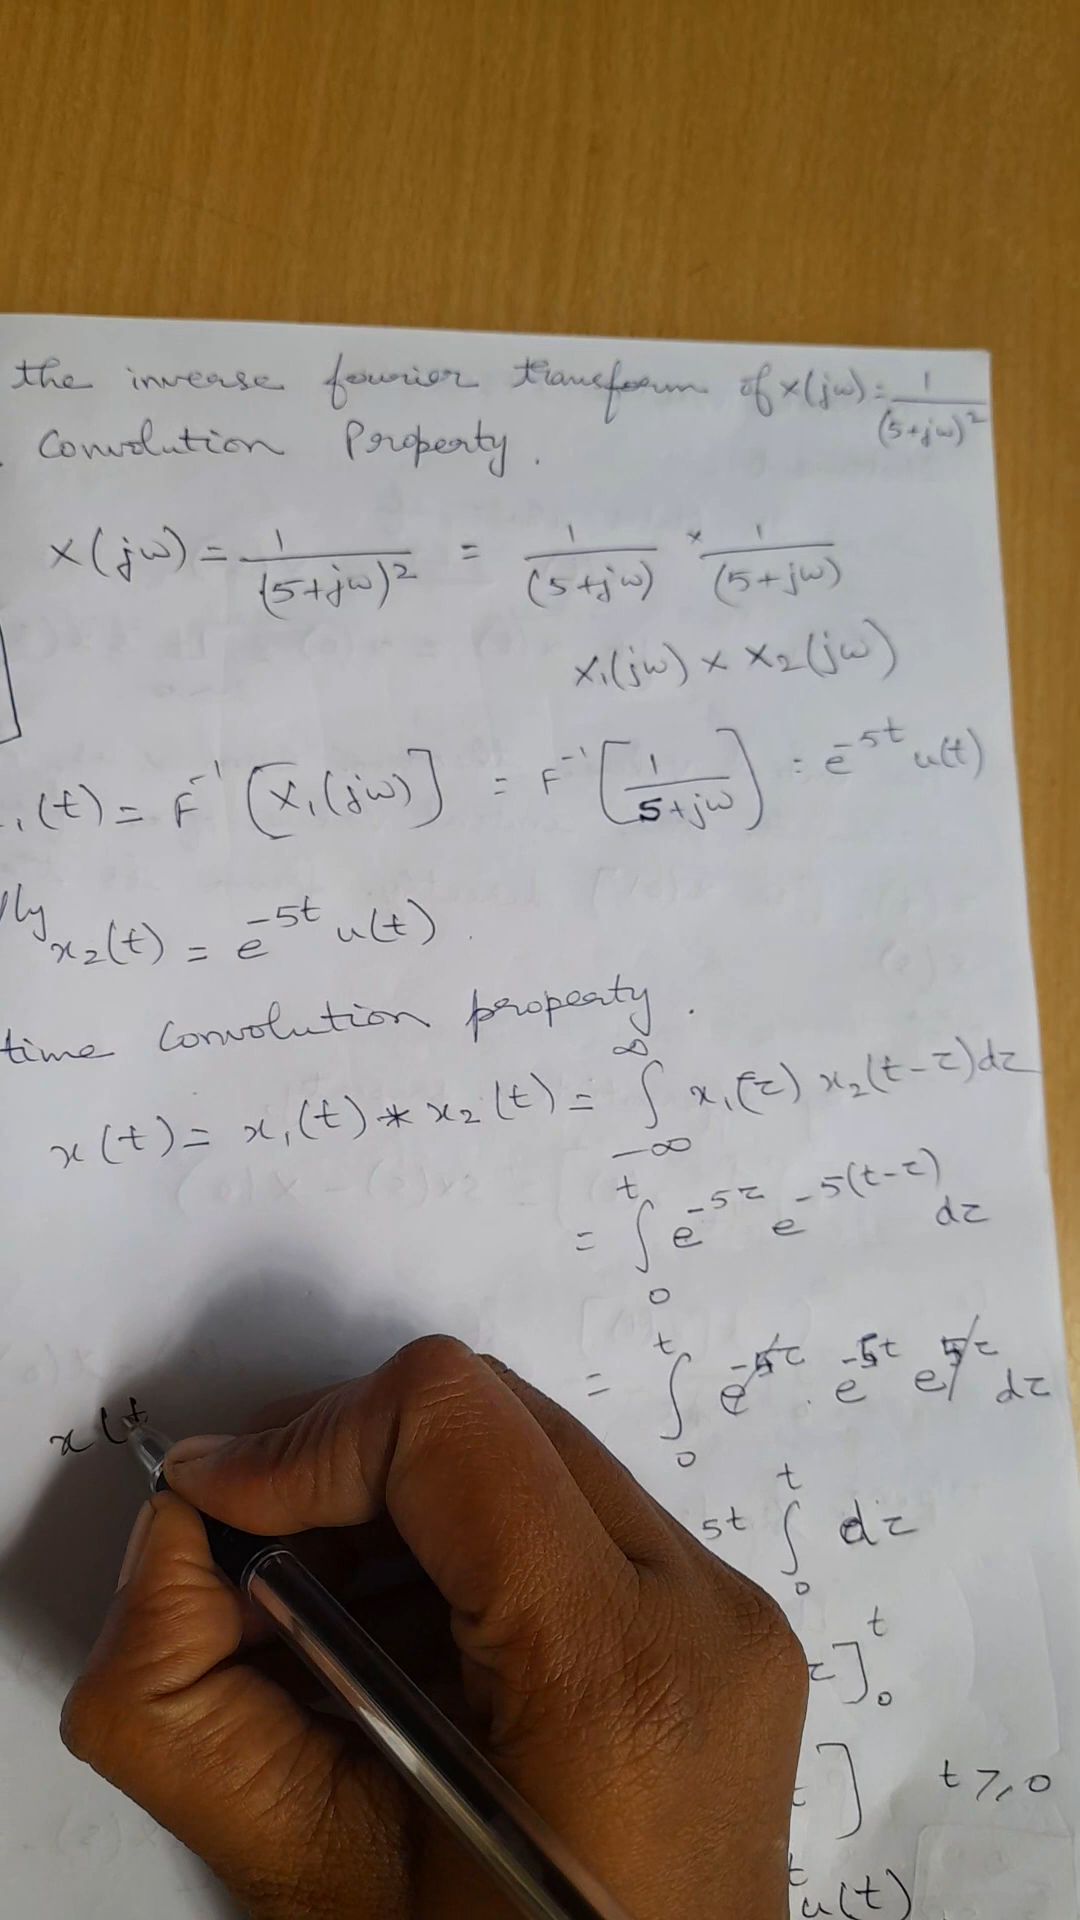 the inverse fourier transform of x(jω) = 1/(5+jω)²
Convolution Property.
X(jω) = 1/(5+jω)² = 1/(5+jω) × 1/(5+jω)
X₁(jω) × X₂(jω)
₁(t) = F⁻¹[X₁(jω)] = F⁻¹[1/(5+jω)] = e⁻⁵ᵗ u(t)
lly
x₂(t) = e⁻⁵ᵗ u(t).
time Convolution property.
x(t) = x₁(t) * x₂(t) = ∫_{-∞}^{∞} x₁(τ) x₂(t-τ)dτ
= ∫_0^t e^{-5τ} e^{-5(t-τ)} dτ
= ∫_0^t e^{-5τ} . e^{-5t} e^{5τ} dτ
5t ∫_0^t dτ
τ]_0^t
x(t
t] t ≥ 0
t u(t)